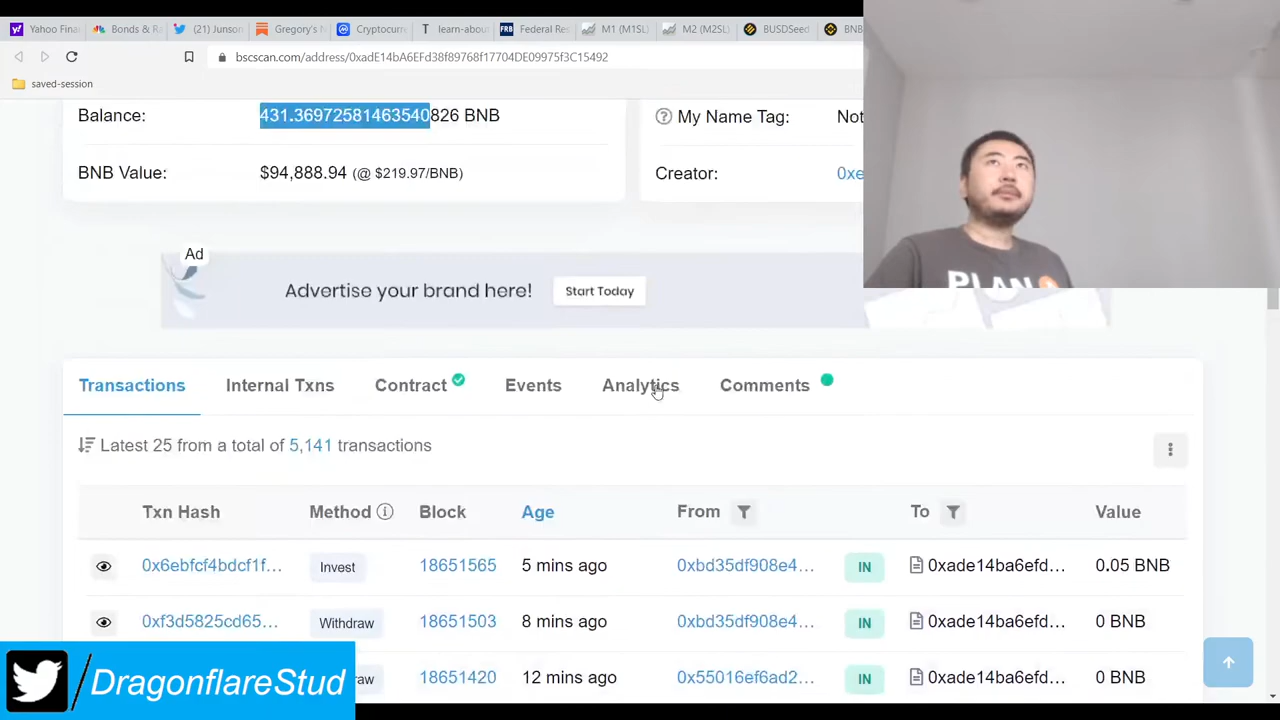 Yahoo Finan
Bonds & R
(21) Junson
Gregory's
Cryptocurr
learn-abou
Federal Re
M1 (M1SL)
M2 (M2SL)
BUSDSeed
BNB
bscscan.com/address/0xadE14bA6EFd38f89768f17704DE09975f3C15492
saved-session
Balance: 431.36972581463540826 BNB
My Name Tag: Not
BNB Value: $94,888.94 (@ $219.97/BNB)
Creator: 0xe
Ad
Advertise your brand here! Start Today
PLAN
Transactions Internal Txns Contract Events Analytics Comments
Latest 25 from a total of 5,141 transactions
Txn Hash Method Block Age From To Value
0x6ebfcf4bdcf1f... Invest 18651565 5 mins ago 0xbd35df908e4... IN 0xade14ba6efd... 0.05 BNB
0xf3d5825cd65... Withdraw 18651503 8 mins ago 0xbd35df908e4... IN 0xade14ba6efd... 0 BNB
raw 18651420 12 mins ago 0x55016ef6ad2... IN 0xade14ba6efd... 0 BNB
/DragonflareStud